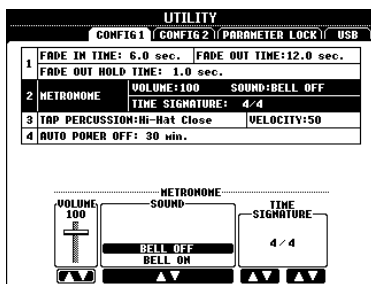 UTILITY
CONFIG 1 CONFIG 2 PARAMETER LOCK USB
1 FADE IN TIME: 6.0 sec. FADE OUT TIME:12.0 sec.
FADE OUT HOLD TIME: 1.0 sec.
2 METRONOME VOLUME:100 SOUND:BELL OFF
TIME SIGNATURE: 4/4
3 TAP PERCUSSION:Hi-Hat Close VELOCITY:50
4 AUTO POWER OFF: 30 min.
METRONOME
VOLUME SOUND TIME SIGNATURE
100
4/4
BELL OFF
BELL ON